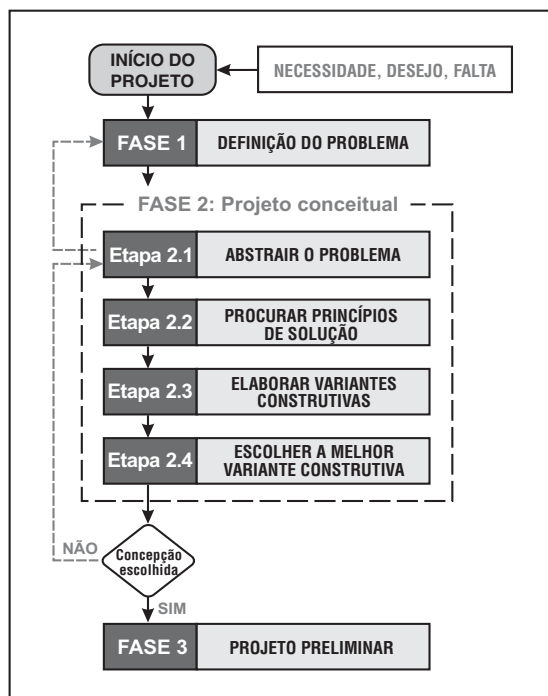 INÍCIO DO
PROJETO
NECESSIDADE, DESEJO, FALTA
FASE 1
DEFINIÇÃO DO PROBLEMA
FASE 2: Projeto conceitual
Etapa 2.1
ABSTRAIR O PROBLEMA
Etapa 2.2
PROCURAR PRINCÍPIOS
DE SOLUÇÃO
Etapa 2.3
ELABORAR VARIANTES
CONSTRUTIVAS
Etapa 2.4
ESCOLHER A MELHOR
VARIANTE CONSTRUTIVA
NÃO
Concepção
escolhida
SIM
FASE 3
PROJETO PRELIMINAR